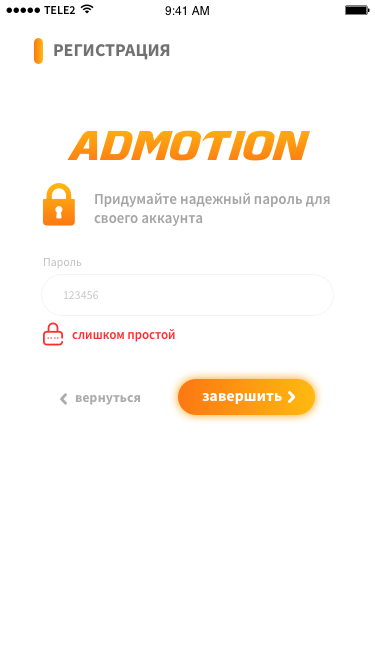 TELE2 9:41 AM
РЕГИСТРАЦИЯ
ADMOTION
Придумайте надежный пароль для
своего аккаунта
Пароль
123456
слишком простой
вернуться завершить